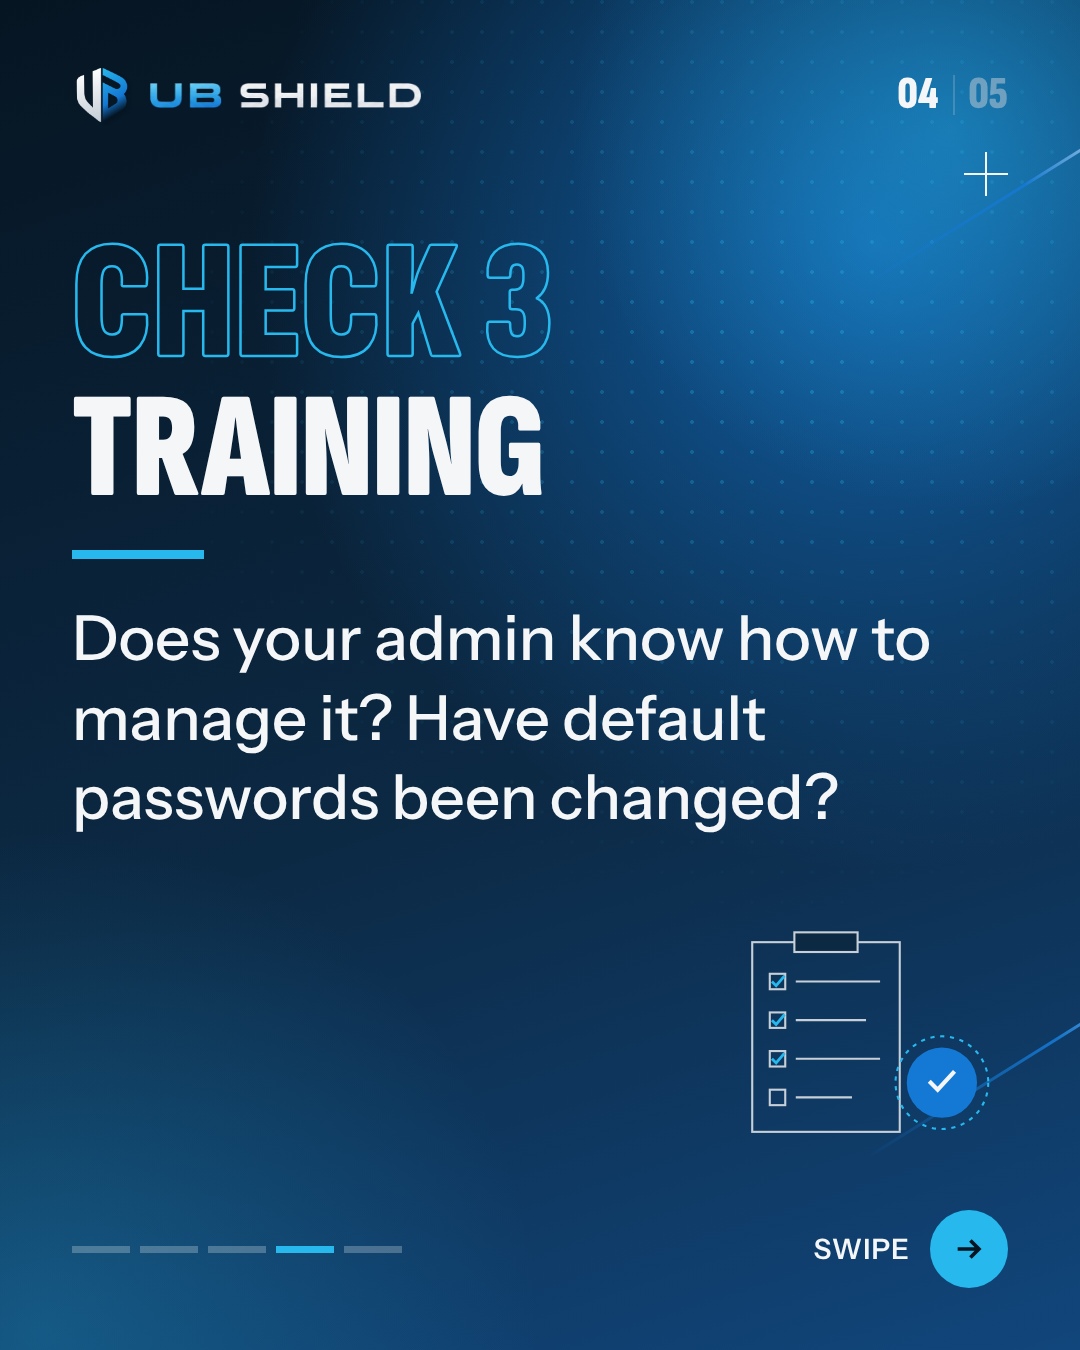 UB SHIELD
04 | 05
CHECK 3
TRAINING
Does your admin know how to
manage it? Have default
passwords been changed?
SWIPE